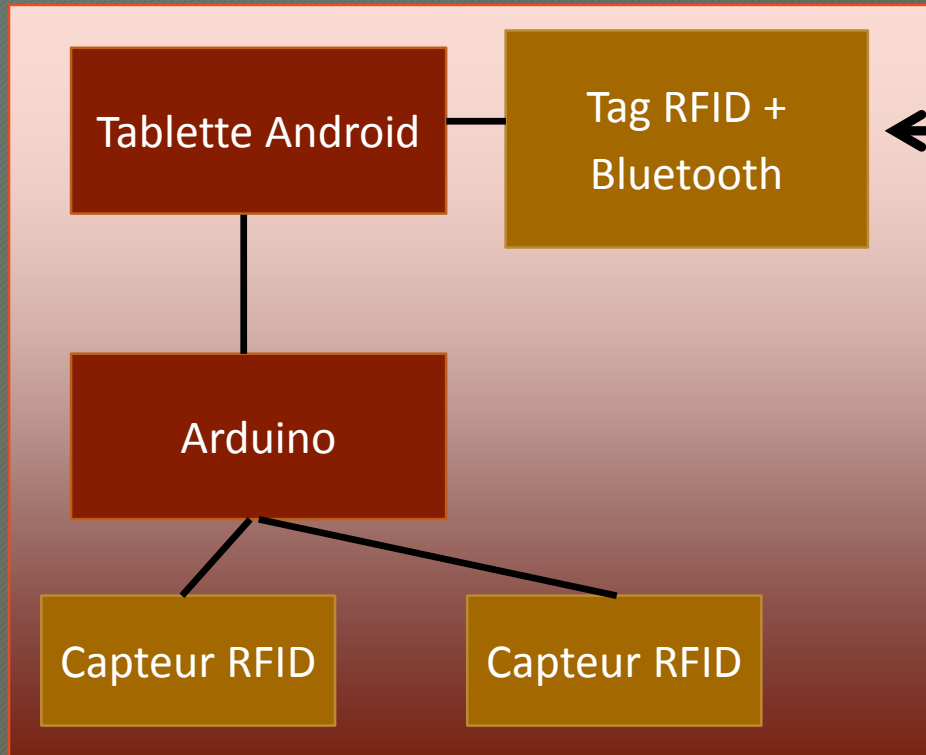 Tablette Android
Tag RFID +
Bluetooth
Arduino
Capteur RFID
Capteur RFID